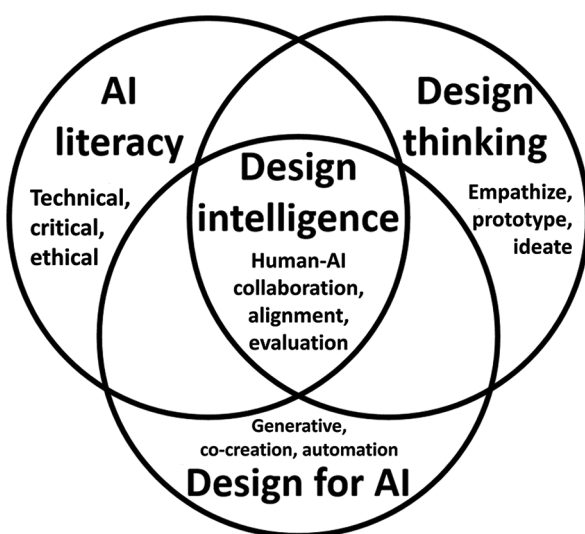 AI
literacy
Technical,
critical,
ethical
Design
thinking
Empathize,
prototype,
ideate
Design
intelligence
Human-AI
collaboration,
alignment,
evaluation
Generative,
co-creation, automation
Design for AI